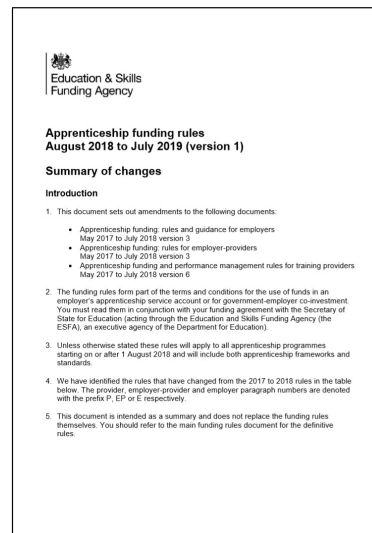 Education & Skills
Funding Agency
Apprenticeship funding rules
August 2018 to July 2019 (version 1)
Summary of changes
Introduction
1. This document sets out amendments to the following documents:
• Apprenticeship funding: rules and guidance for employers
May 2017 to July 2018 version 3
• Apprenticeship funding: rules for employer-providers
May 2017 to July 2018 version 3
• Apprenticeship funding and performance management rules for training providers
May 2017 to July 2018 version 6
2. The funding rules form part of the terms and conditions for the use of funds in an
employer's apprenticeship service account or for government-employer co-investment.
You must read them in conjunction with your funding agreement with the Secretary of
State for Education (acting through the Education and Skills Funding Agency (the
ESFA), an executive agency of the Department for Education).
3. Unless otherwise stated these rules will apply to all apprenticeship programmes
starting on or after 1 August 2018 and will include both apprenticeship frameworks and
standards.
4. We have identified the rules that have changed from the 2017 to 2018 rules in the table
below. The provider, employer-provider and employer paragraph numbers are denoted
with the prefix P, EP or E respectively.
5. This document is intended as a summary and does not replace the funding rules
themselves. You should refer to the main funding rules document for the definitive
rules.